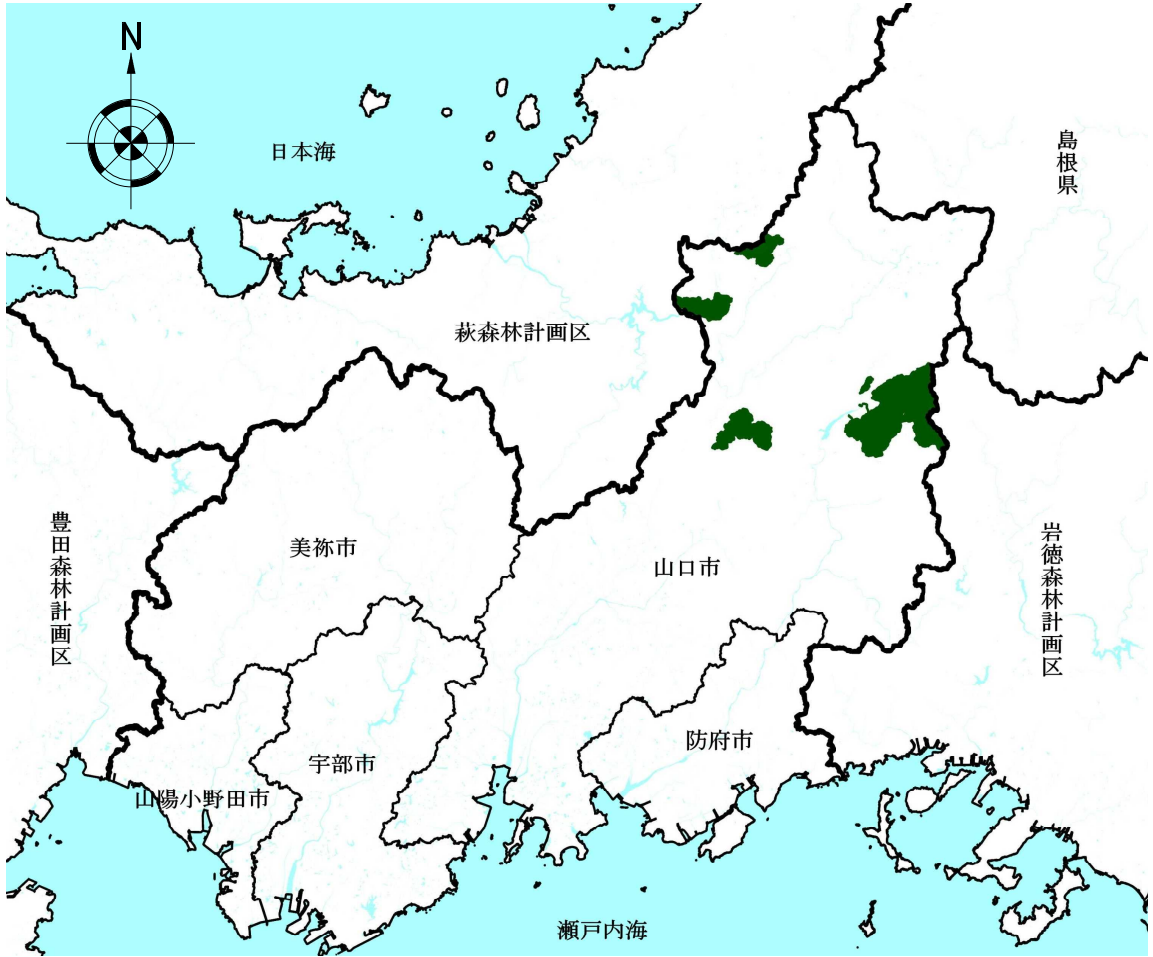 N
日本海
島根県
萩森林計画区
豊田森林計画区
美祢市
山口市
岩徳森林計画区
防府市
宇部市
山陽小野田市
瀬戸内海